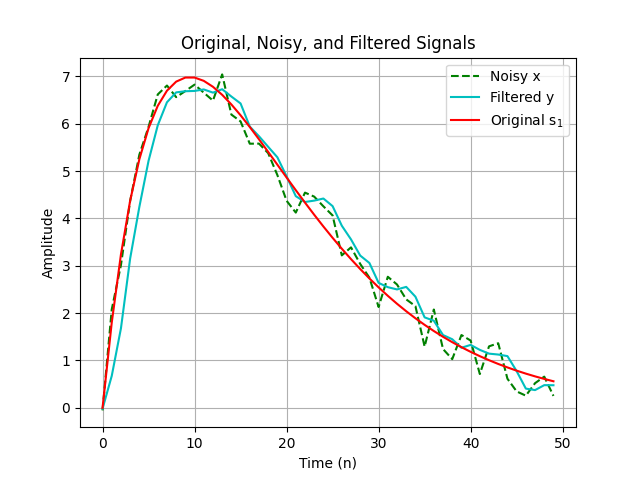 Original, Noisy, and Filtered Signals
Noisy x
Filtered y
Original s₁
Amplitude
7
6
5
4
3
2
1
0
0 10 20 30 40 50
Time (n)